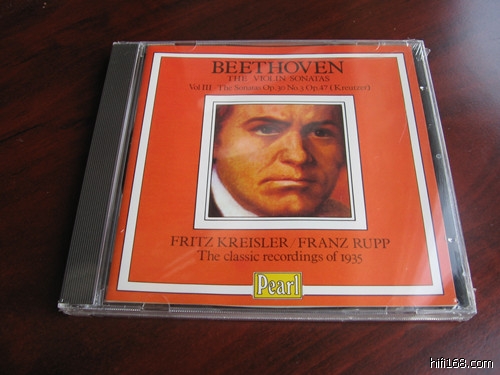 BEETHOVEN
THE VIOLIN SONATAS
Vol III : The Sonatas Op.30 No.3 Op.47 (Kreutzer)
FRITZ KREISLER / FRANZ RUPP
The classic recordings of 1935
Pearl
hifi168.com